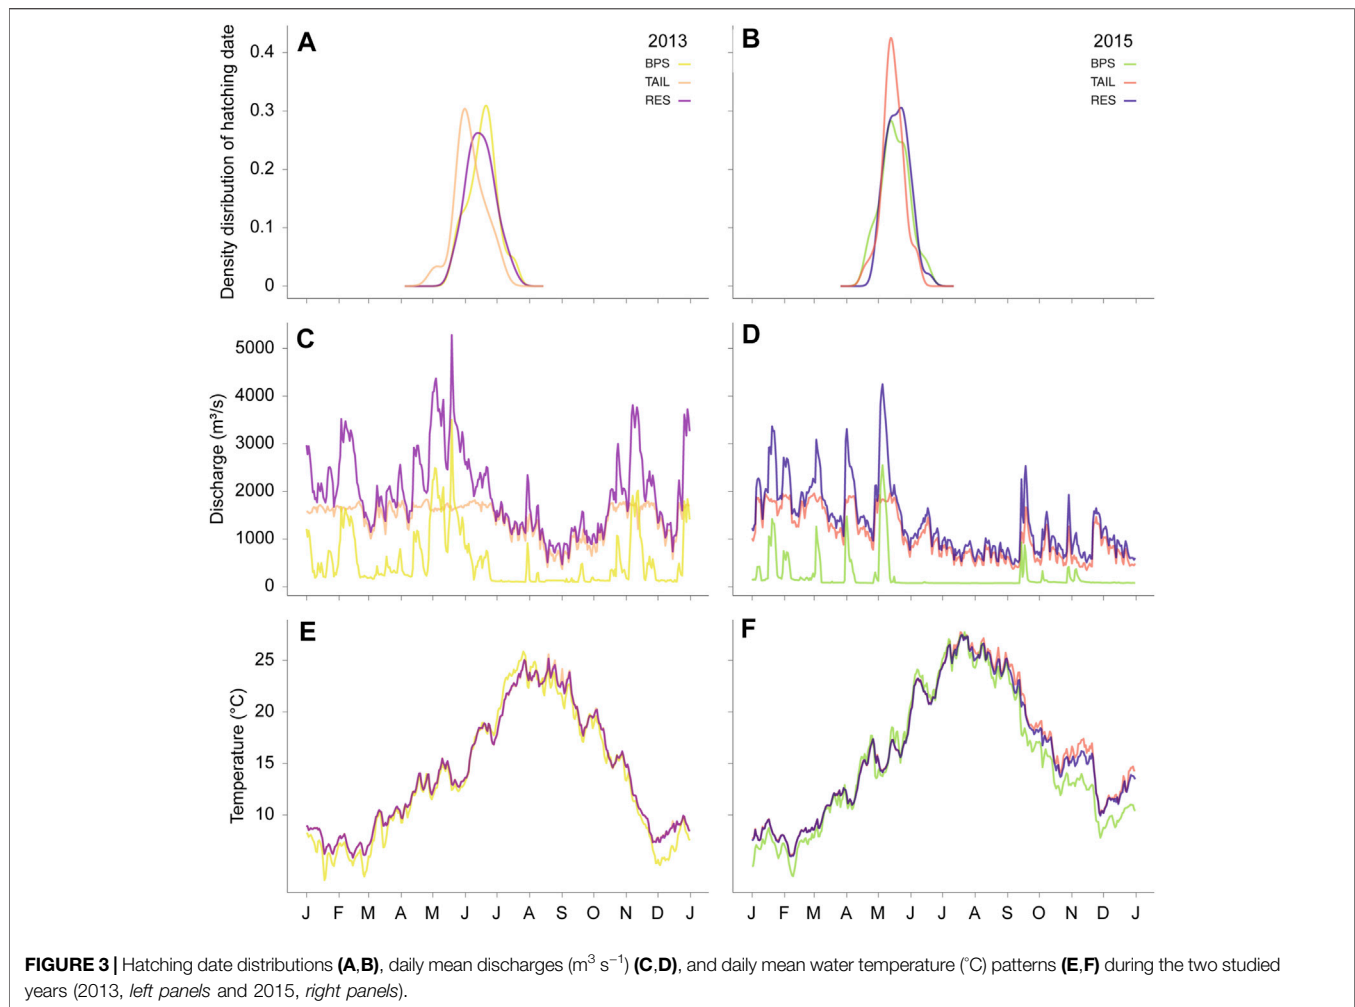 A
2013
BPS
TAIL
RES
Density disribution of hatching date
0.4
0.3
0.2
0.1
0
B
2015
BPS
TAIL
RES
C
Discharge (m³/s)
5000
4000
3000
2000
1000
0
D
E
Temperature (°C)
25
20
15
10
J F M A M J J A S O N D J
F
J F M A M J J A S O N D J
FIGURE 3 | Hatching date distributions (A,B), daily mean discharges (m³ s⁻¹) (C,D), and daily mean water temperature (°C) patterns (E,F) during the two studied
years (2013, left panels and 2015, right panels).